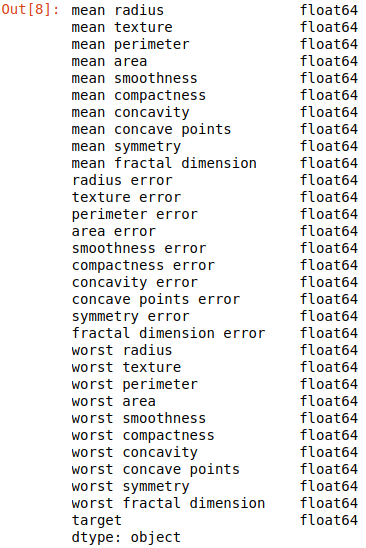 Out[8]: mean radius                float64
mean texture               float64
mean perimeter             float64
mean area                  float64
mean smoothness            float64
mean compactness           float64
mean concavity             float64
mean concave points        float64
mean symmetry              float64
mean fractal dimension     float64
radius error               float64
texture error              float64
perimeter error            float64
area error                 float64
smoothness error           float64
compactness error          float64
concavity error            float64
concave points error       float64
symmetry error             float64
fractal dimension error    float64
worst radius               float64
worst texture              float64
worst perimeter            float64
worst area                 float64
worst smoothness           float64
worst compactness          float64
worst concavity            float64
worst concave points       float64
worst symmetry             float64
worst fractal dimension    float64
target                     float64
dtype: object